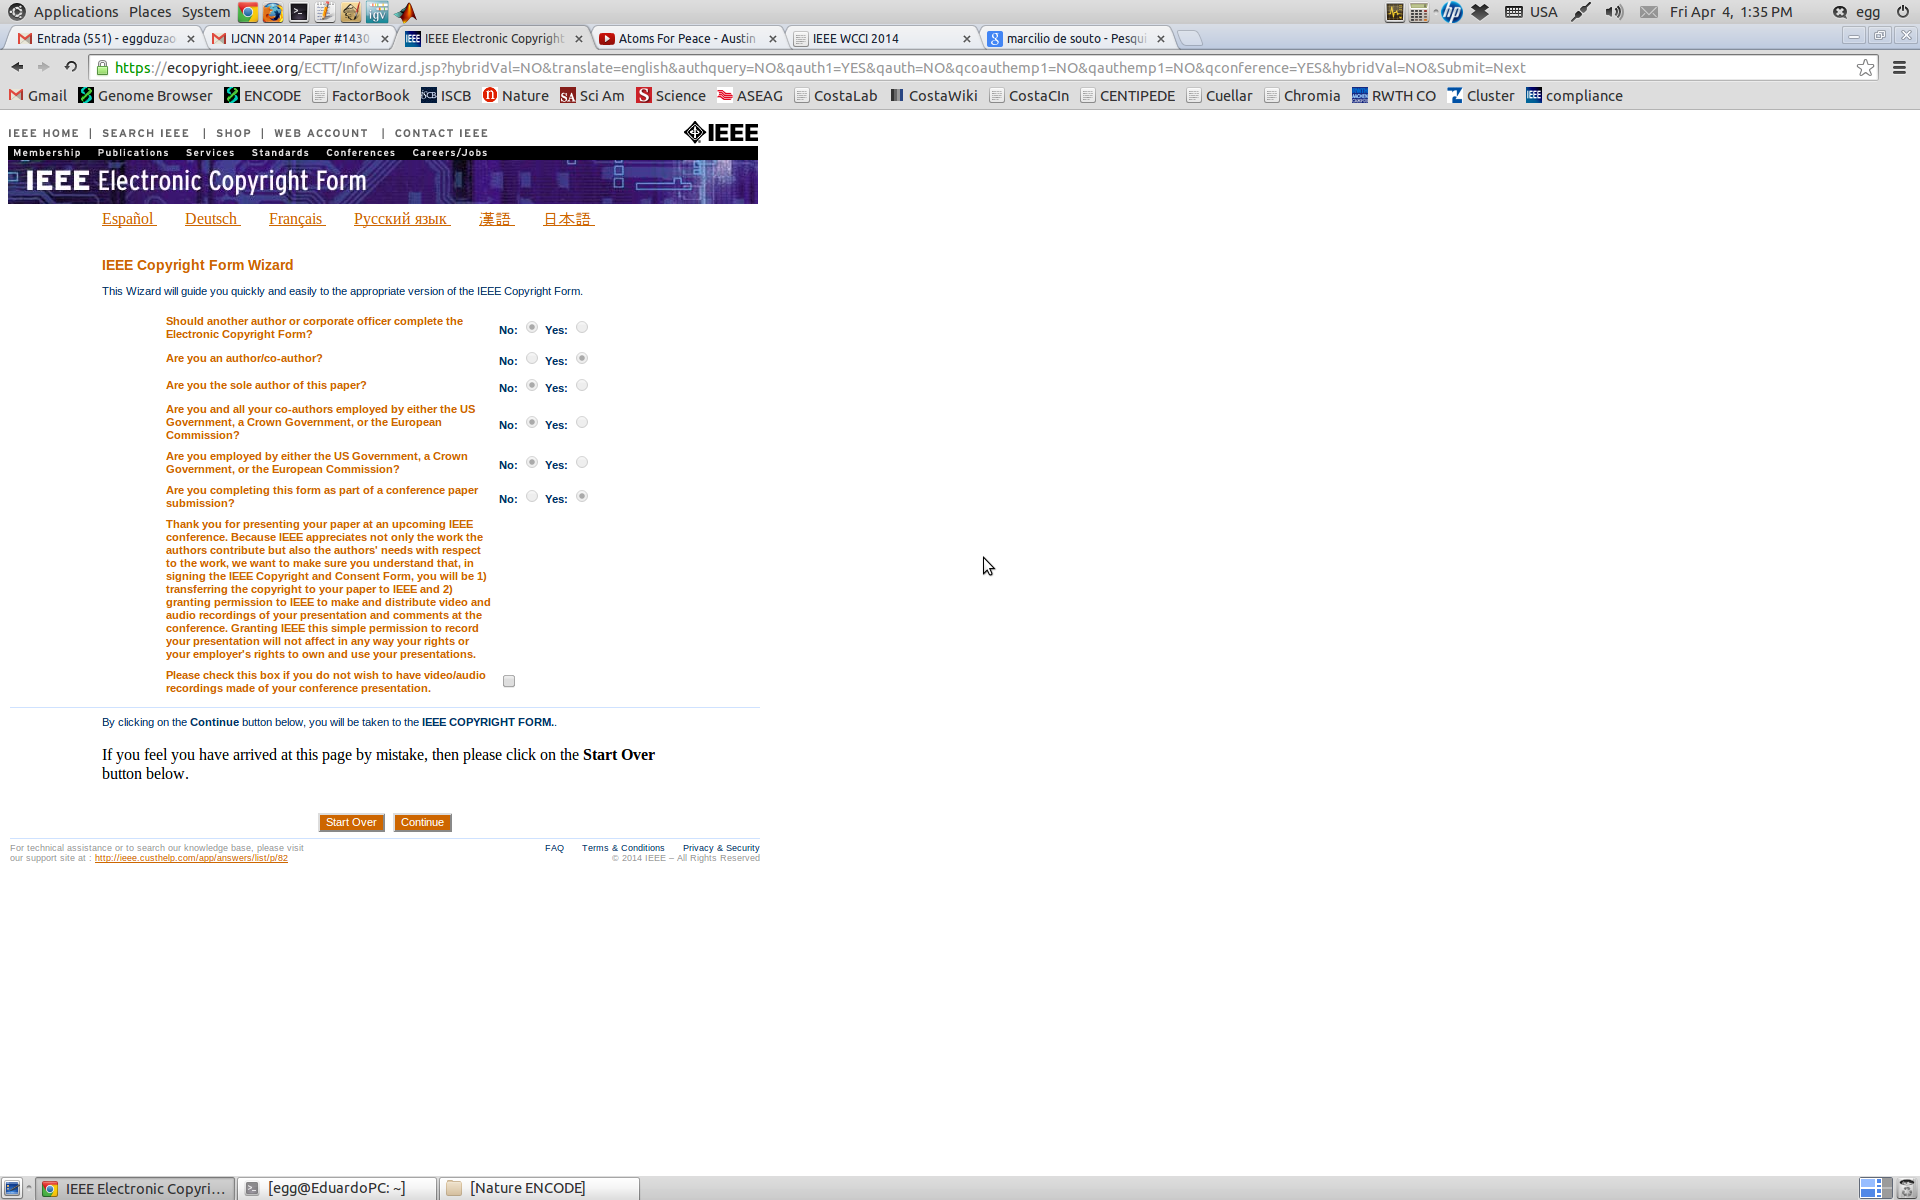 Applications Places System USA Fri Apr 4, 1:35 PM egg
Entrada (551) - eggduzao
IJCNN 2014 Paper #1430
IEEE Electronic Copyright
Atoms For Peace - Austin
IEEE WCCI 2014
marcilio de souto - Pesqui
https://ecopyright.ieee.org/ECTT/InfoWizard.jsp?hybridVal=NO&translate=english&authquery=NO&qauth1=YES&qauth=NO&qcoauthemp1=NO&qauthemp1=NO&qconference=YES&hybridVal=NO&Submit=Next
Gmail Genome Browser ENCODE FactorBook ISCB Nature Sci Am Science ASEAG CostaLab CostaWiki CostaCIn CENTIPEDE Cuellar Chromia RWTH CO Cluster compliance
IEEE HOME | SEARCH IEEE | SHOP | WEB ACCOUNT | CONTACT IEEE
IEEE
Membership Publications Services Standards Conferences Careers/Jobs
IEEE Electronic Copyright Form
Español Deutsch Français Русский язык 漢語 日本語
IEEE Copyright Form Wizard
This Wizard will guide you quickly and easily to the appropriate version of the IEEE Copyright Form.
Should another author or corporate officer complete the
Electronic Copyright Form?
No: Yes:
Are you an author/co-author?
No: Yes:
Are you the sole author of this paper?
No: Yes:
Are you and all your co-authors employed by either the US
Government, a Crown Government, or the European
Commission?
No: Yes:
Are you employed by either the US Government, a Crown
Government, or the European Commission?
No: Yes:
Are you completing this form as part of a conference paper
submission?
No: Yes:
Thank you for presenting your paper at an upcoming IEEE
conference. Because IEEE appreciates not only the work the
authors contribute but also the authors' needs with respect
to the work, we want to make sure you understand that, in
signing the IEEE Copyright and Consent Form, you will be 1)
transferring the copyright to your paper to IEEE and 2)
granting permission to IEEE to make and distribute video and
audio recordings of your presentation and comments at the
conference. Granting IEEE this simple permission to record
your presentation will not affect in any way your rights or
your employer's rights to own and use your presentations.
Please check this box if you do not wish to have video/audio
recordings made of your conference presentation.
By clicking on the Continue button below, you will be taken to the IEEE COPYRIGHT FORM..
If you feel you have arrived at this page by mistake, then please click on the Start Over
button below.
Start Over Continue
For technical assistance or to search our knowledge base, please visit
our support site at : http://ieee.custhelp.com/app/answers/list/p/82
FAQ Terms & Conditions Privacy & Security
© 2014 IEEE – All Rights Reserved
IEEE Electronic Copyri... [egg@EduardoPC: ~] [Nature ENCODE]